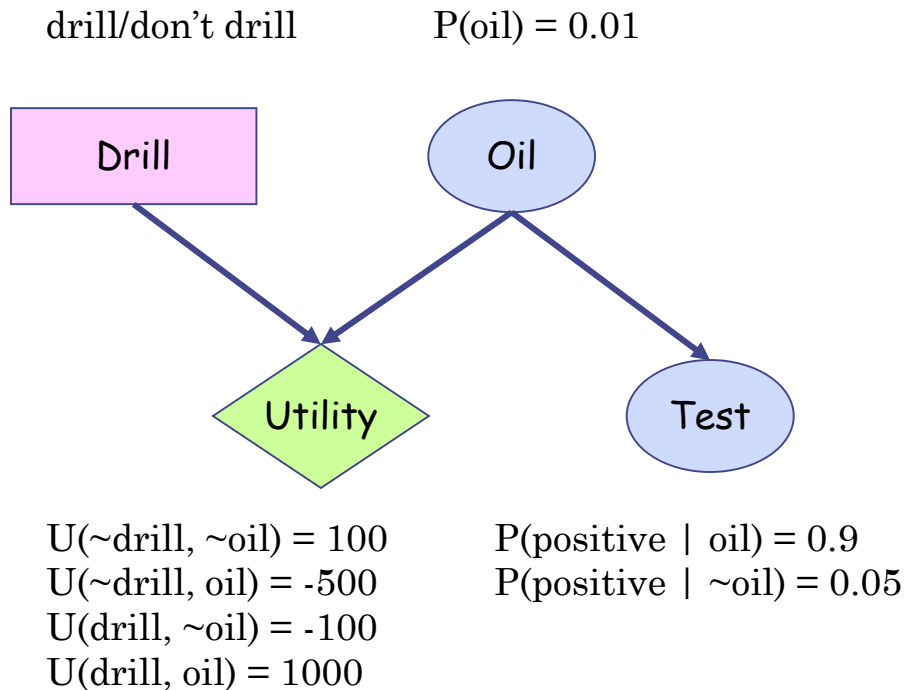 drill/don't drill P(oil) = 0.01
Drill Oil
Utility Test
U(~drill, ~oil) = 100 P(positive | oil) = 0.9
U(~drill, oil) = -500 P(positive | ~oil) = 0.05
U(drill, ~oil) = -100
U(drill, oil) = 1000